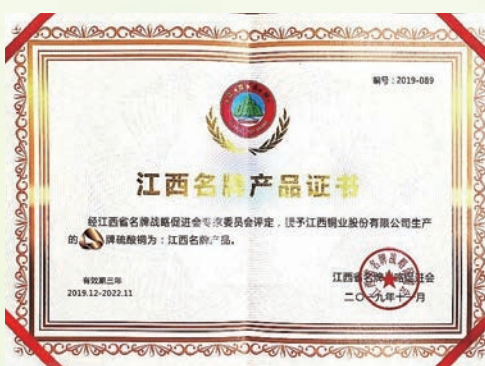 编号：2019-089
江西名牌产品证书
经江西省名牌战略促进会专家委员会评定，授予江西铜业股份有限公司生产
的 牌硫酸铜为：江西名牌产品。
有效期三年
2019.12-2022.11
江西省名牌战略促进会
二〇一九年十一月